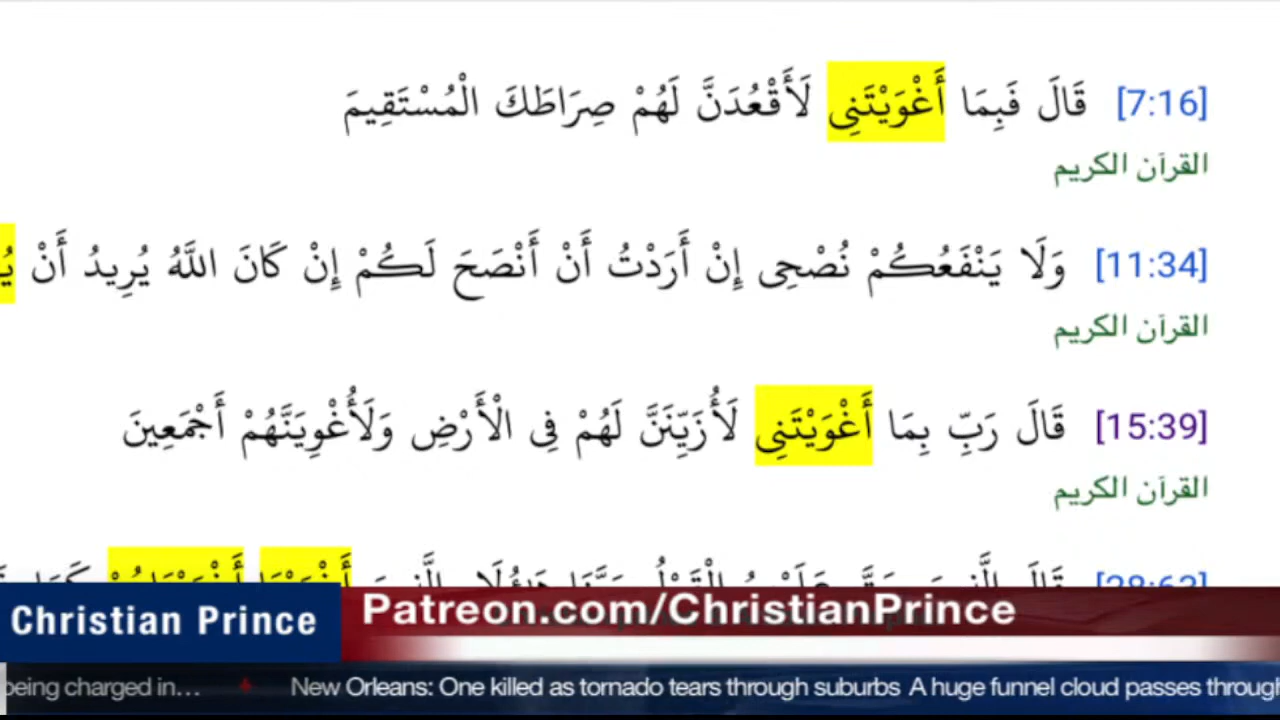 [7:16] قَالَ فَبِمَا أَغْوَيْتَنِى لَأَقْعُدَنَّ لَهُمْ صِرَاطَكَ الْمُسْتَقِيمَ
القرآن الكريم
[11:34] وَلَا يَنْفَعُكُمْ نُصْحِى إِنْ أَرَدْتُ أَنْ أَنْصَحَ لَكُمْ إِنْ كَانَ اللَّهُ يُرِيدُ أَنْ
القرآن الكريم
[15:39] قَالَ رَبِّ بِمَا أَغْوَيْتَنِى لَأُزَيِّنَنَّ لَهُمْ فِى الْأَرْضِ وَلَأُغْوِيَنَّهُمْ أَجْمَعِينَ
القرآن الكريم
Christian Prince
Patreon.com/ChristianPrince
being charged in... New Orleans: One killed as tornado tears through suburbs A huge funnel cloud passes through